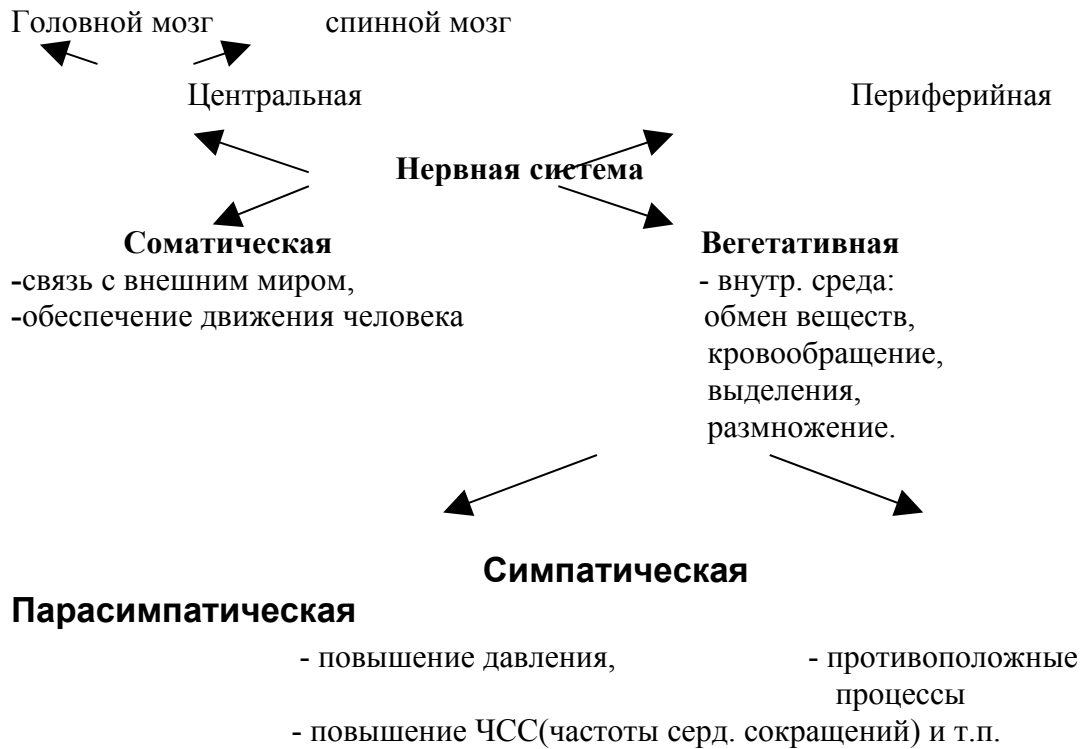 Головной мозг спинной мозг
Центральная Периферийная
Нервная система
Соматическая Вегетативная
-связь с внешним миром, - внутр. среда:
-обеспечение движения человека обмен веществ,
кровообращение,
выделения,
размножение.
Симпатическая
Парасимпатическая
- повышение давления, - противоположные
процессы
- повышение ЧСС(частоты серд. сокращений) и т.п.